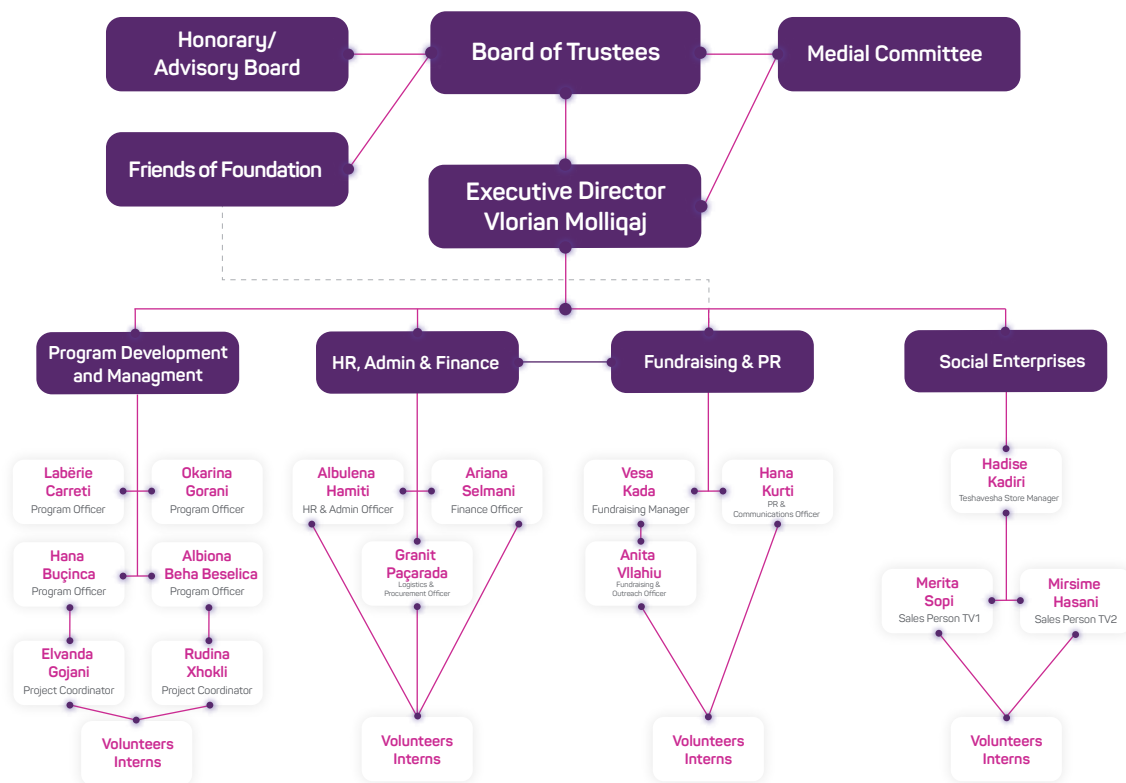 Honorary/
Advisory Board
Board of Trustees
Medial Committee
Friends of Foundation
Executive Director
Vlorian Molliqaj
Program Development
and Managment
HR, Admin & Finance
Fundraising & PR
Social Enterprises
Labërie
Carreti
Program Officer
Okarina
Gorani
Program Officer
Albulena
Hamiti
HR & Admin Officer
Ariana
Selmani
Finance Officer
Vesa
Kada
Fundraising Manager
Hana
Kurti
PR &
Communications Officer
Hadise
Kadiri
Teshavesha Store Manager
Hana
Buçinca
Program Officer
Albiona
Beha Beselica
Program Officer
Granit
Paçarada
Logistics &
Procurement Officer
Anita
Vllahiu
Fundraising &
Outreach Officer
Merita
Sopi
Sales Person TV1
Mirsime
Hasani
Sales Person TV2
Elvanda
Gojani
Project Coordinator
Rudina
Xhokli
Project Coordinator
Volunteers
Interns
Volunteers
Interns
Volunteers
Interns
Volunteers
Interns